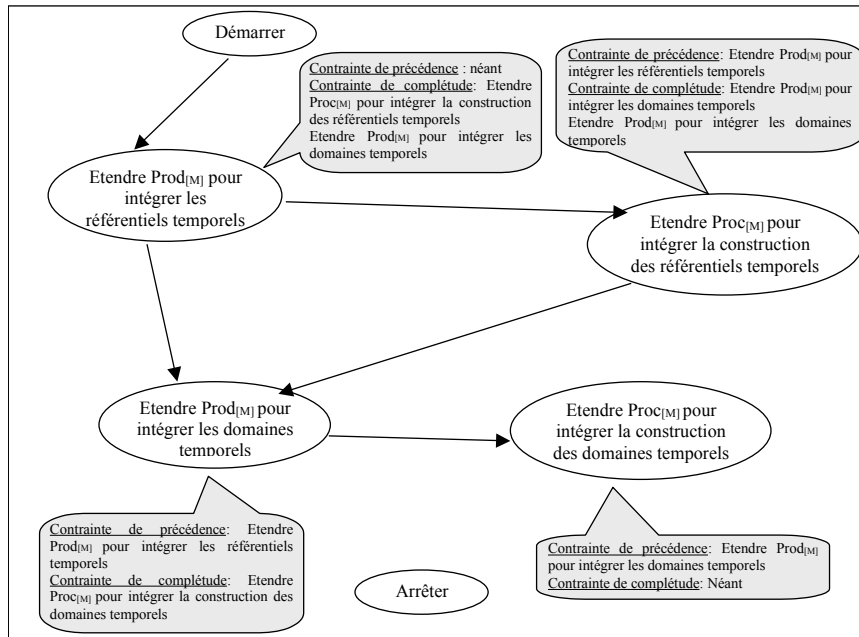 Démarrer
Contrainte de précédence : néant
Contrainte de complétude: Etendre
Proc[M] pour intégrer la construction
des référentiels temporels
Etendre Prod[M] pour intégrer les
domaines temporels
Contrainte de précédence: Etendre Prod[M] pour
intégrer les référentiels temporels
Contrainte de complétude: Etendre Prod[M] pour
intégrer les domaines temporels
Etendre Prod[M] pour intégrer les domaines
temporels
Etendre Prod[M] pour
intégrer les
référentiels temporels
Etendre Proc[M] pour
intégrer la construction
des référentiels temporels
Etendre Prod[M] pour
intégrer les domaines
temporels
Etendre Proc[M] pour
intégrer la construction
des domaines temporels
Contrainte de précédence: Etendre
Prod[M] pour intégrer les référentiels
temporels
Contrainte de complétude: Etendre
Proc[M] pour intégrer la construction des
domaines temporels
Contrainte de précédence: Etendre Prod[M]
pour intégrer les domaines temporels
Contrainte de complétude: Néant
Arrêter